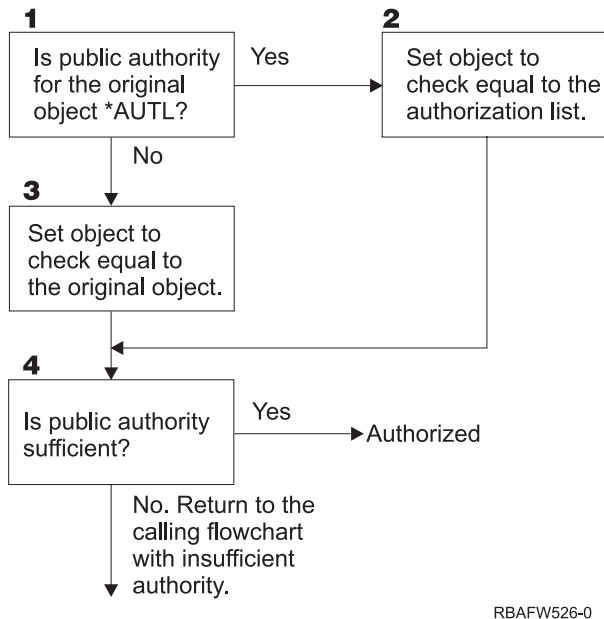 1
Is public authority
for the original
object *AUTL?
Yes
2
Set object to
check equal to the
authorization list.
No
3
Set object to
check equal to
the original object.
4
Is public authority
sufficient?
Yes
Authorized
No. Return to the
calling flowchart
with insufficient
authority.
RBAFW526-0